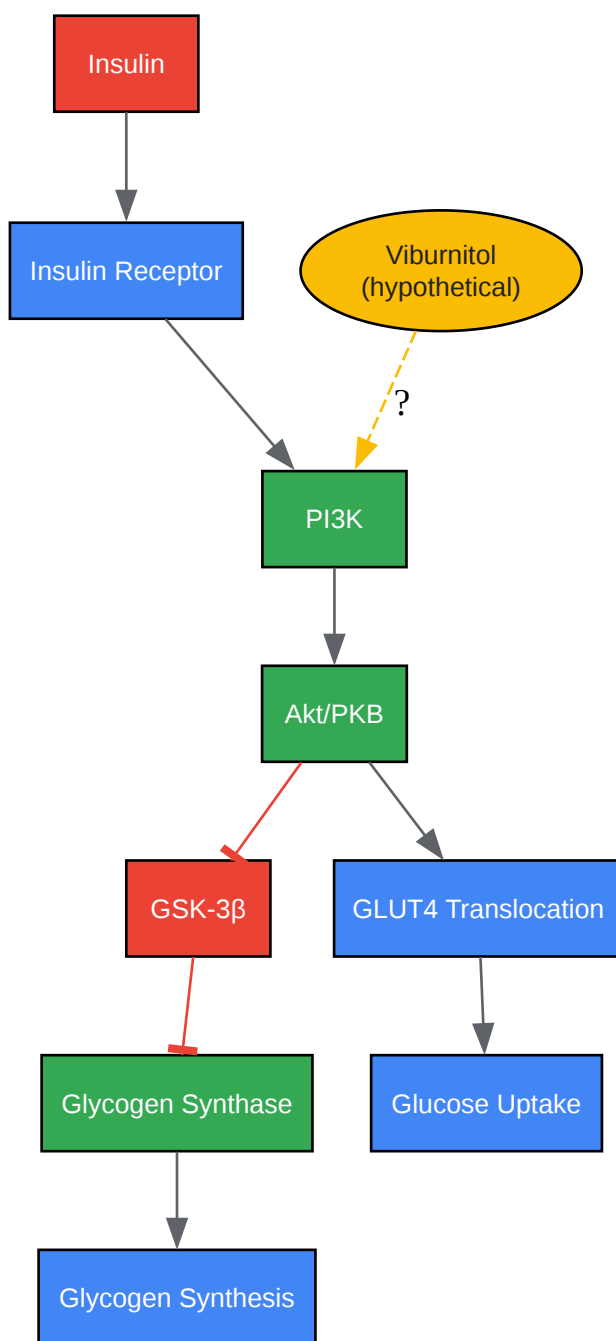 Insulin
Insulin Receptor
Viburnitol
(hypothetical)
?
PI3K
Akt/PKB
GSK-3β
GLUT4 Translocation
Glycogen Synthase
Glucose Uptake
Glycogen Synthesis